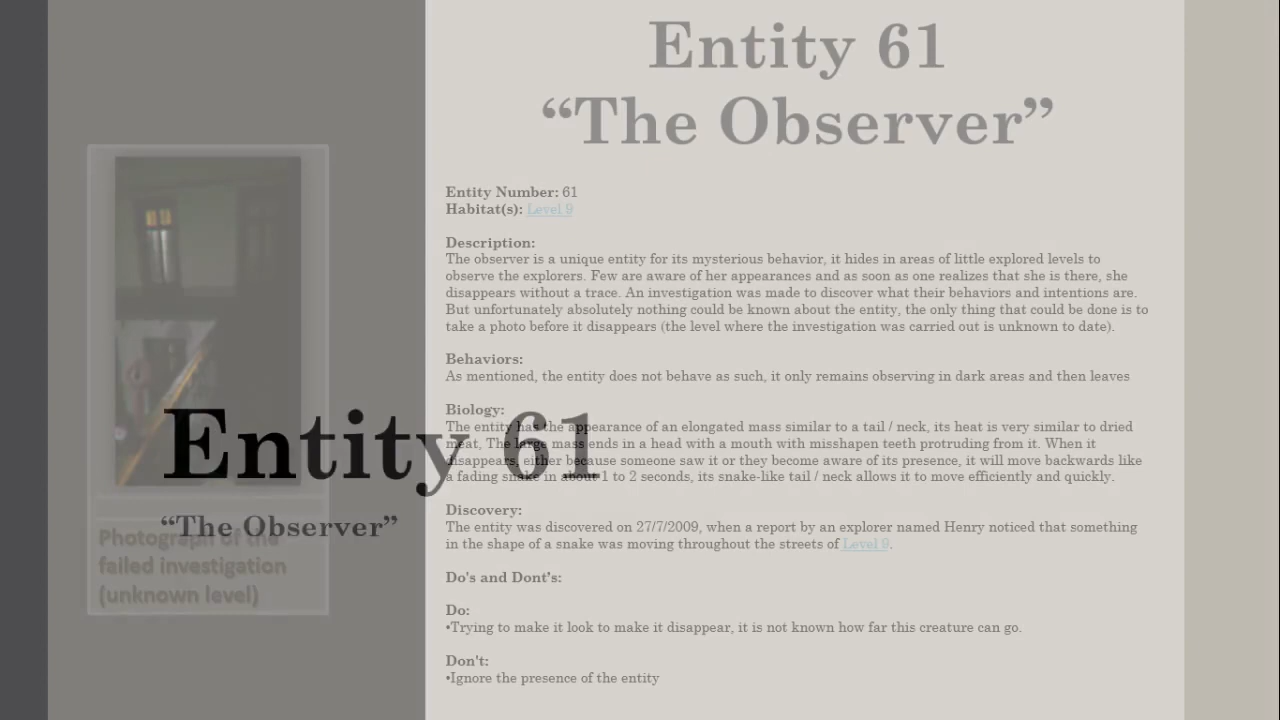 Entity 61
“The Observer”
Entity Number: 61
Habitat(s): Level 9
Description:
The observer is a unique entity for its mysterious behavior, it hides in areas of little explored levels to
observe the explorers. Few are aware of her appearances and as soon as one realizes that she is there, she
disappears without a trace. An investigation was made to discover what their behaviors and intentions are.
But unfortunately absolutely nothing could be known about the entity, the only thing that could be done is to
take a photo before it disappears (the level where the investigation was carried out is unknown to date).
Behaviors:
As mentioned, the entity does not behave as such, it only remains observing in dark areas and then leaves
Biology:
The entity has the appearance of an elongated mass similar to a tail / neck, its heat is very similar to dried
meat, The large mass ends in a head with a mouth with misshapen teeth protruding from it. When it
disappears, either because someone saw it or they become aware of its presence, it will move backwards like
a fading snake in about 1 to 2 seconds, its snake-like tail / neck allows it to move efficiently and quickly.
Discovery:
The entity was discovered on 27/7/2009, when a report by an explorer named Henry noticed that something
in the shape of a snake was moving throughout the streets of Level 9.
Do's and Dont's:
Do:
•Trying to make it look to make it disappear, it is not known how far this creature can go.
Don't:
•Ignore the presence of the entity
Entity 61
“The Observer”
Photograph of the
failed investigation
(unknown level)